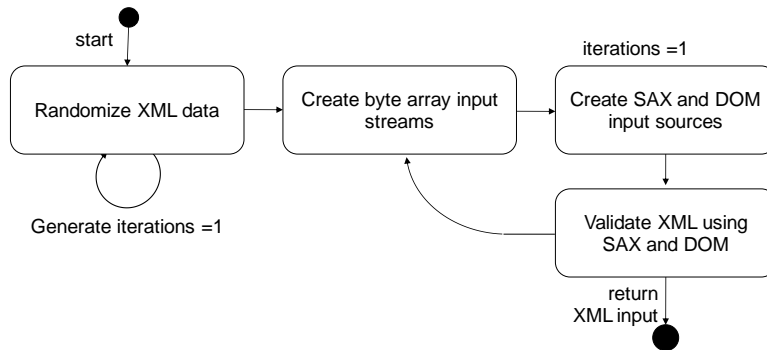 start
iterations =1
Randomize XML data
Create byte array input
streams
Create SAX and DOM
input sources
Generate iterations =1
Validate XML using
SAX and DOM
return
XML input